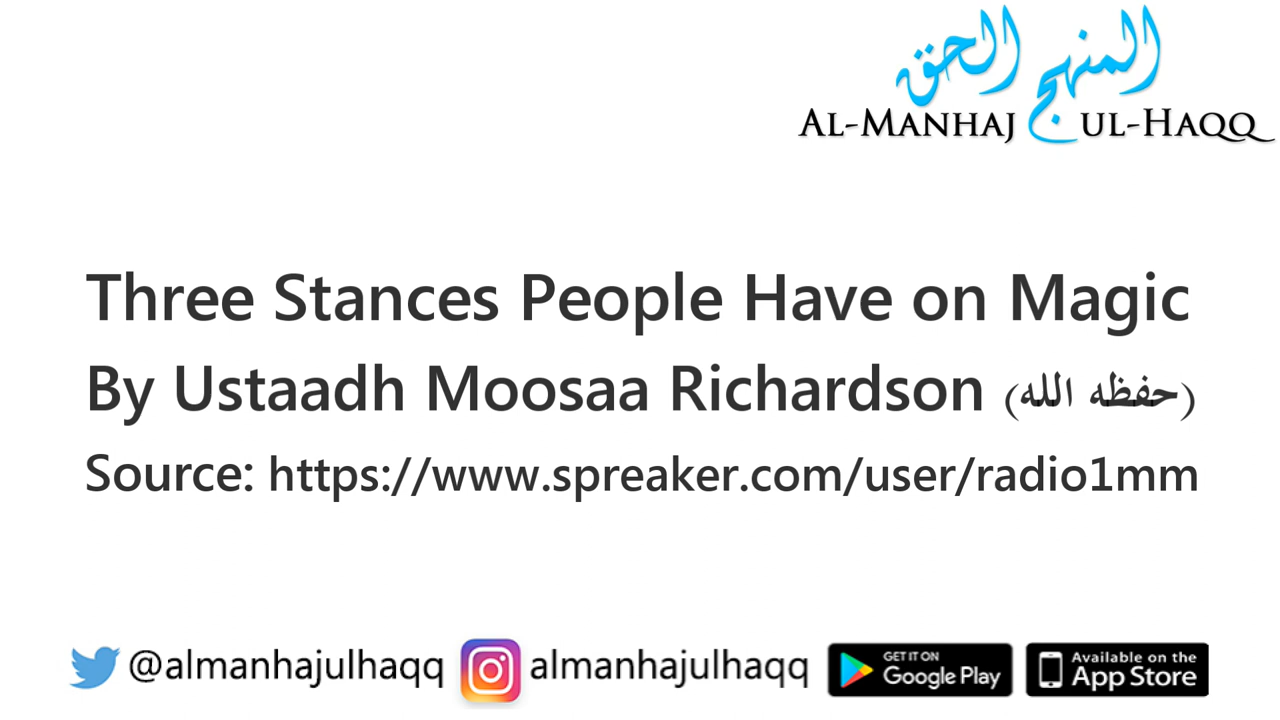 المنهج الحق
AL-MANHAJ UL-HAQQ
Three Stances People Have on Magic
By Ustaadh Moosaa Richardson (حفظه الله)
Source: https://www.spreaker.com/user/radio1mm
@almanhajulhaqq almanhajulhaqq GET IT ON Google Play Available on the App Store